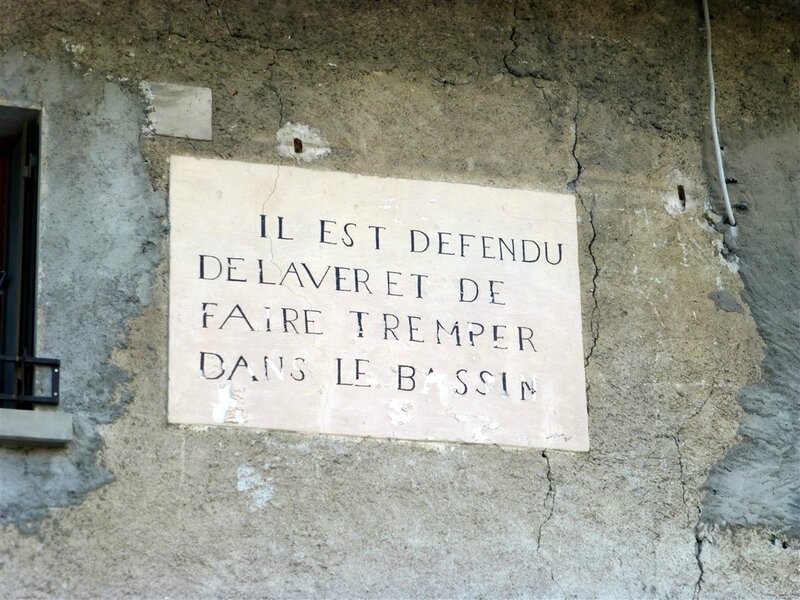 IL EST DEFENDU
DE LAVER ET DE
FAIRE TREMPER
DANS LE BASSIN